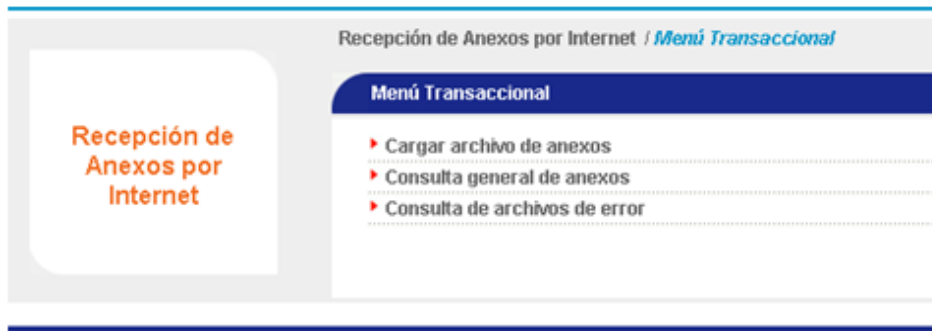 Recepción de Anexos por Internet / Menú Transaccional
Menú Transaccional
Recepción de
Anexos por
Internet
Cargar archivo de anexos
Consulta general de anexos
Consulta de archivos de error